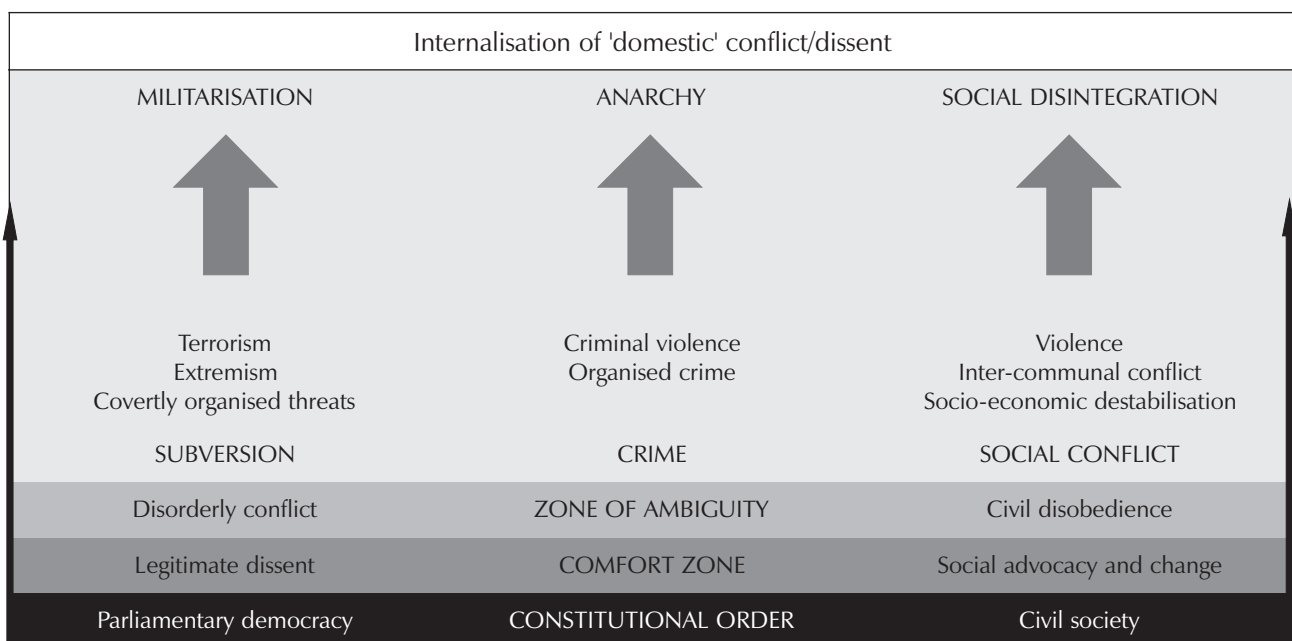 Internalisation of 'domestic' conflict/dissent
MILITARISATION ANARCHY SOCIAL DISINTEGRATION
Terrorism Criminal violence Violence
Extremism Organised crime Inter-communal conflict
Covertly organised threats Socio-economic destabilisation
SUBVERSION CRIME SOCIAL CONFLICT
Disorderly conflict ZONE OF AMBIGUITY Civil disobedience
Legitimate dissent COMFORT ZONE Social advocacy and change
Parliamentary democracy CONSTITUTIONAL ORDER Civil society